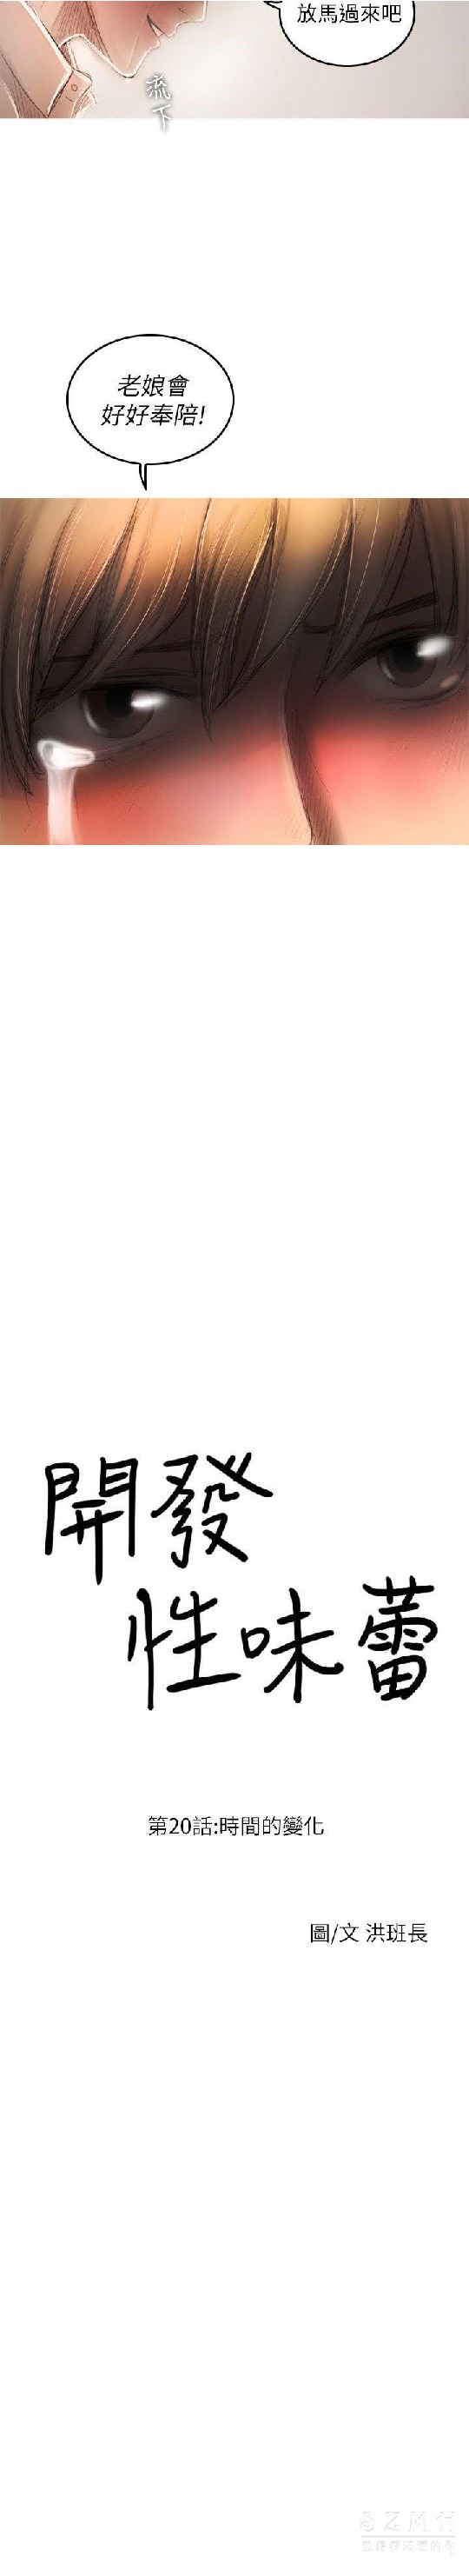 放馬過來吧
流
下
老娘會
好好奉陪!
開發
性味蕾
第20話:時間的變化
圖/文 洪班長